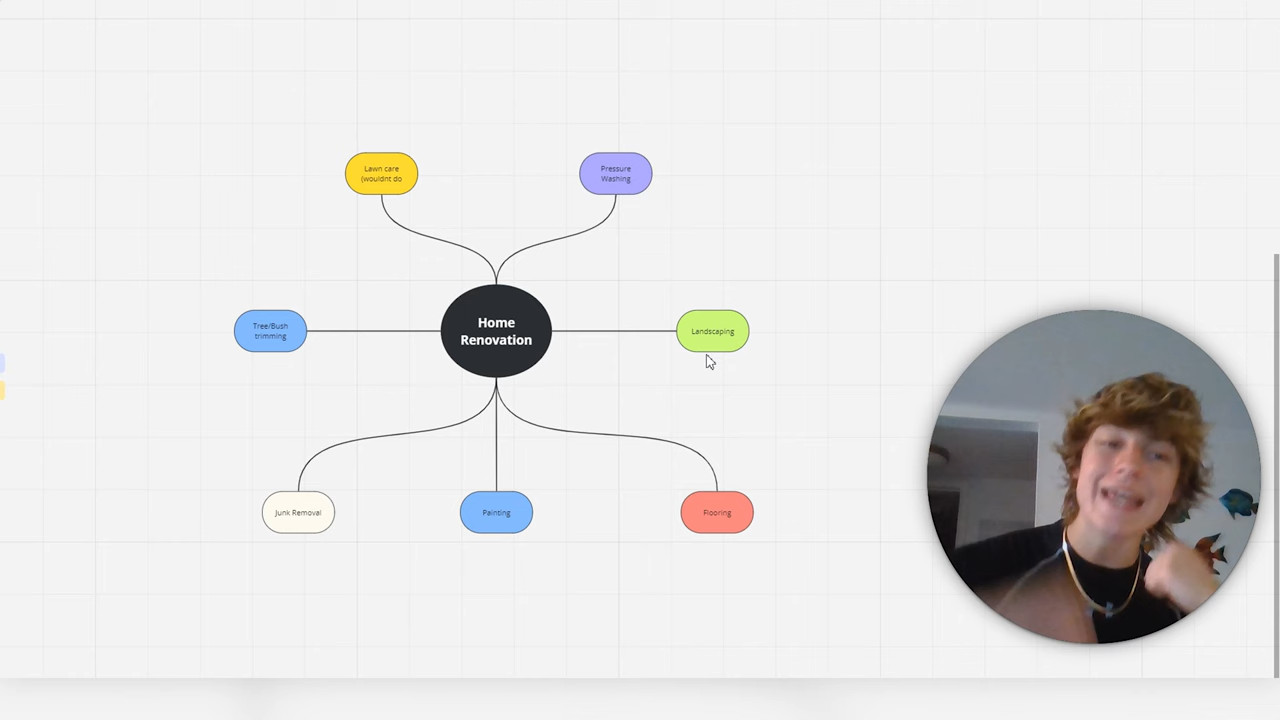 Lawn care
(wouldnt do
Pressure
Washing
Tree/Bush
trimming
Home
Renovation
Landscaping
Junk Removal
Painting
Flooring